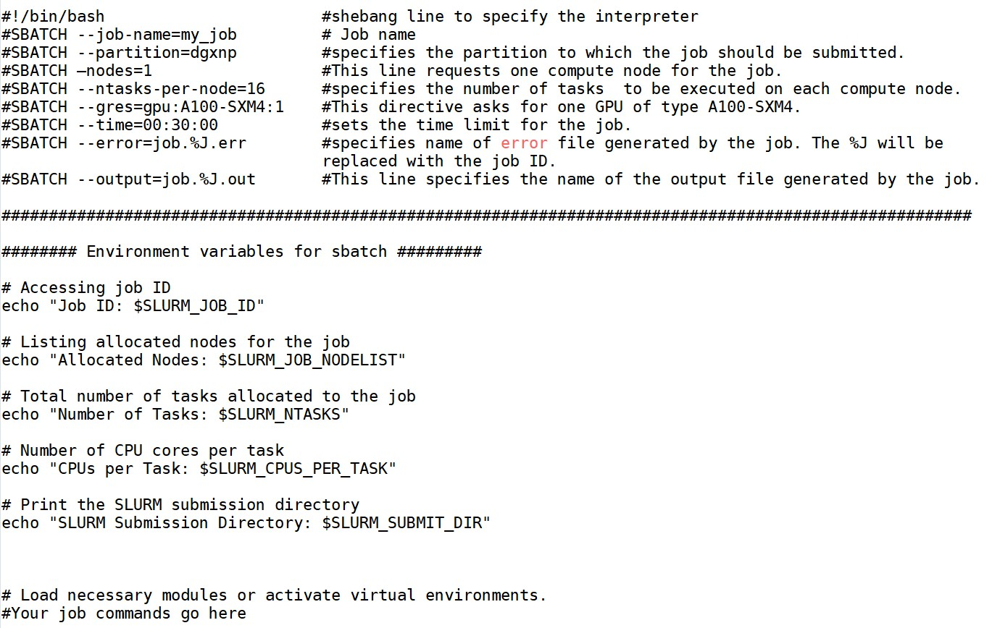 #!/bin/bash #shebang line to specify the interpreter
#SBATCH --job-name=my_job # Job name
#SBATCH --partition=dgxnp #specifies the partition to which the job should be submitted.
#SBATCH —nodes=1 #This line requests one compute node for the job.
#SBATCH --ntasks-per-node=16 #specifies the number of tasks  to be executed on each compute node.
#SBATCH --gres=gpu:A100-SXM4:1 #This directive asks for one GPU of type A100-SXM4.
#SBATCH --time=00:30:00 #sets the time limit for the job.
#SBATCH --error=job.%J.err #specifies name of error file generated by the job. The %J will be
replaced with the job ID.
#SBATCH --output=job.%J.out #This line specifies the name of the output file generated by the job.
#######################################################################################################
######## Environment variables for sbatch #########
# Accessing job ID
echo "Job ID: $SLURM_JOB_ID"
# Listing allocated nodes for the job
echo "Allocated Nodes: $SLURM_JOB_NODELIST"
# Total number of tasks allocated to the job
echo "Number of Tasks: $SLURM_NTASKS"
# Number of CPU cores per task
echo "CPUs per Task: $SLURM_CPUS_PER_TASK"
# Print the SLURM submission directory
echo "SLURM Submission Directory: $SLURM_SUBMIT_DIR"
# Load necessary modules or activate virtual environments.
#Your job commands go here